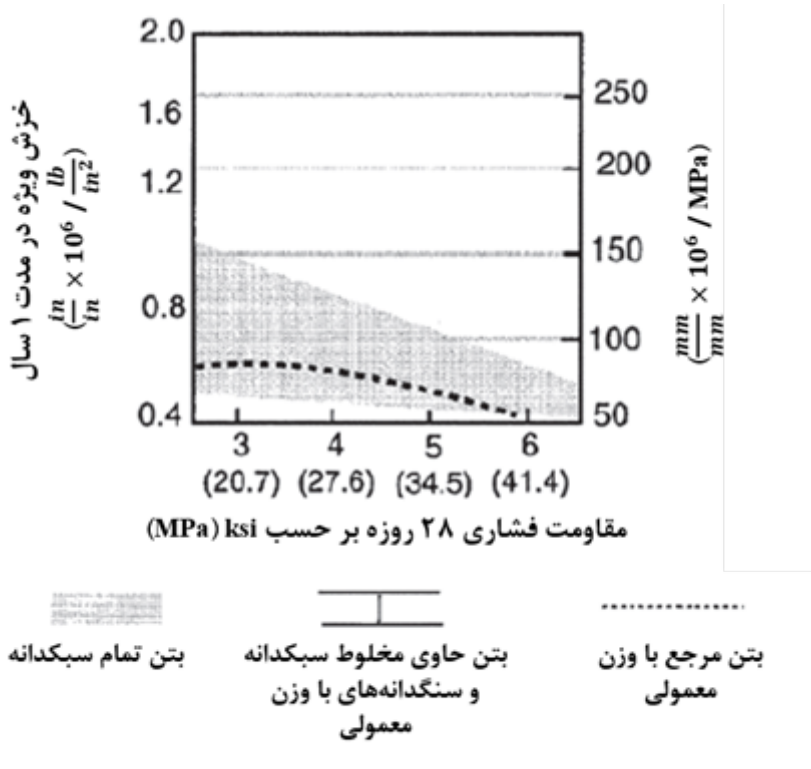 خزش ویژه در مدت ۱ سال
(in/in × 10⁶ / lb/in²)
2.0
1.6
1.2
0.8
0.4
250
200
150
100
50
(mm/mm × 10⁶ / MPa)
3 4 5 6
(20.7) (27.6) (34.5) (41.4)
مقاومت فشاری ۲۸ روزه بر حسب ksi (MPa)
بتن مرجع با وزن
معمولی
بتن حاوی مخلوط سبکدانه
و سنگدانه‌های با وزن
معمولی
بتن تمام سبکدانه